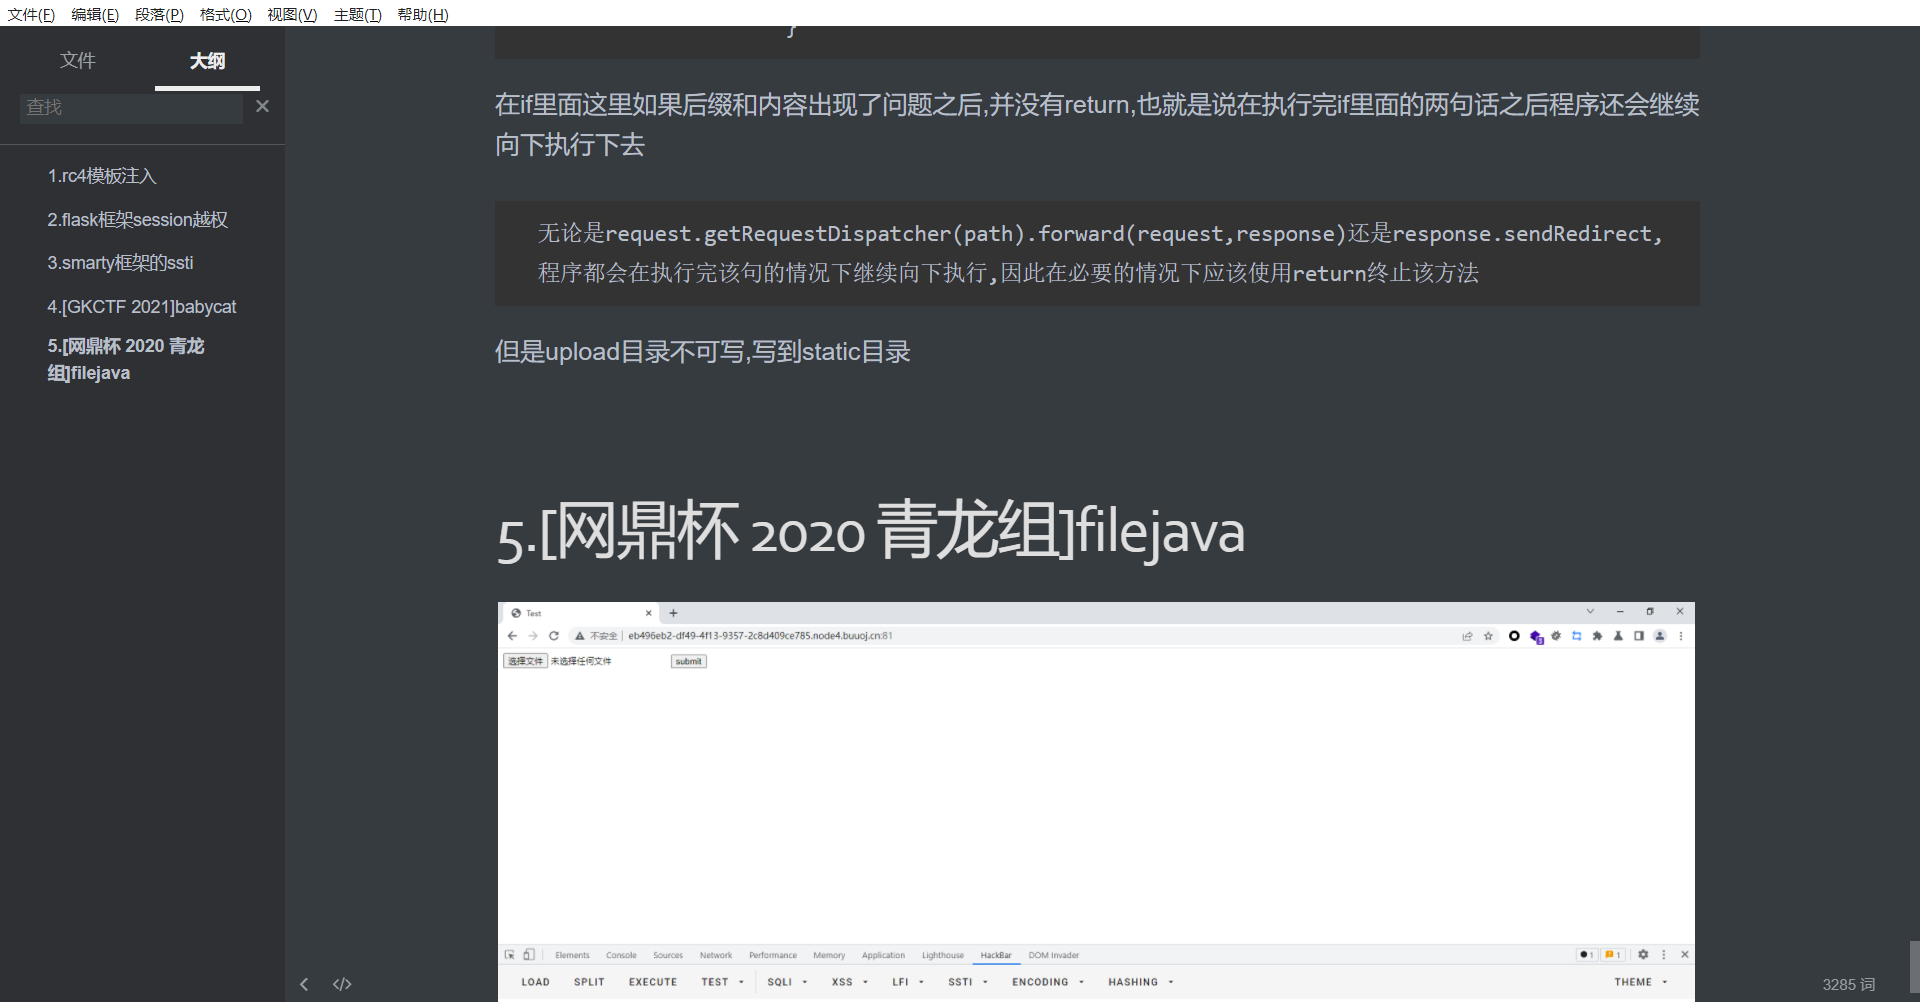 文件(F) 编辑(E) 段落(P) 格式(O) 视图(V) 主题(T) 帮助(H)
文件 大纲
查找
1.rc4模板注入
2.flask框架session越权
3.smarty框架的ssti
4.[GKCTF 2021]babycat
5.[网鼎杯 2020 青龙
组]filejava
}
在if里面这里如果后缀和内容出现了问题之后,并没有return,也就是说在执行完if里面的两句话之后程序还会继续
向下执行下去
无论是request.getRequestDispatcher(path).forward(request,response)还是response.sendRedirect,
程序都会在执行完该句的情况下继续向下执行,因此在必要的情况下应该使用return终止该方法
但是upload目录不可写,写到static目录
5.[网鼎杯 2020 青龙组]filejava
Test
不安全 eb496eb2-df49-4f13-9357-2c8d409ce785.node4.buuoj.cn:81
选择文件 未选择任何文件 submit
Elements Console Sources Network Performance Memory Application Lighthouse HackBar DOM Invader 1 1
LOAD SPLIT EXECUTE TEST SQLI XSS LFI SSTI ENCODING HASHING THEME
</> 3285 词